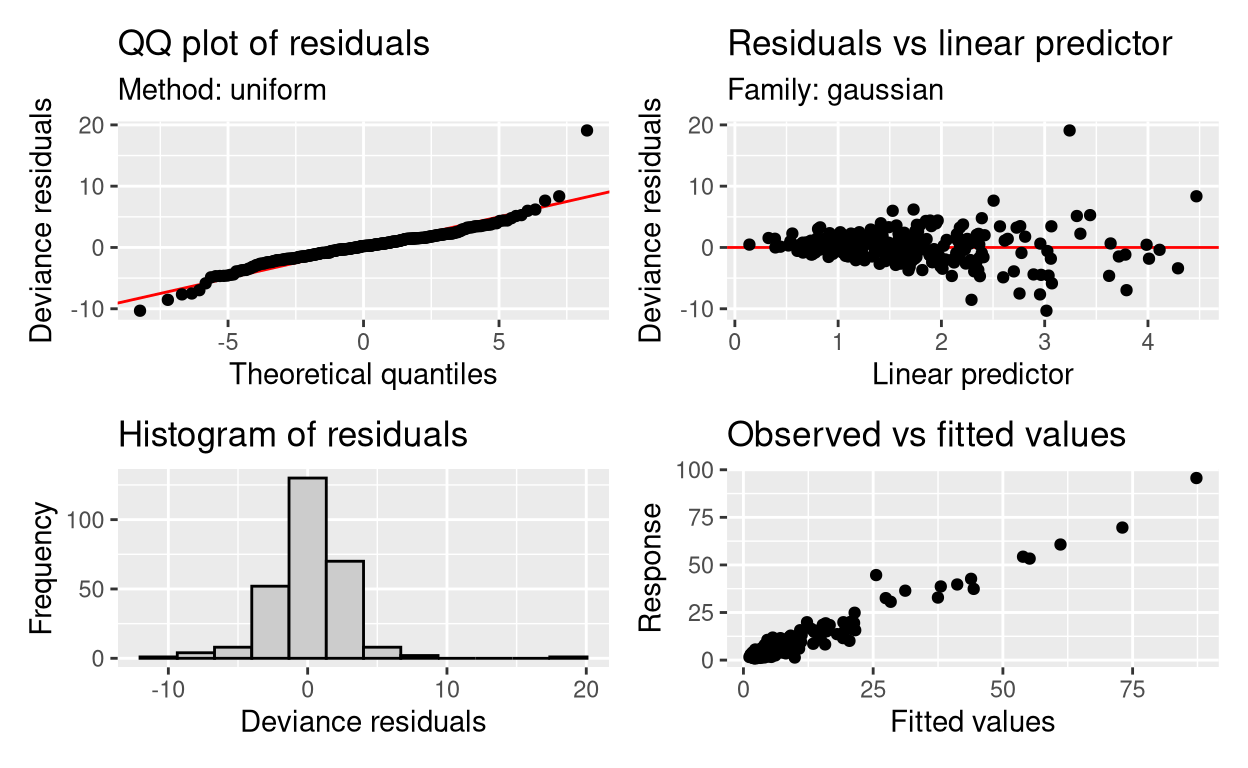 QQ plot of residuals
Method: uniform
Deviance residuals
20
10
0
-10
-5
0
5
Theoretical quantiles
Residuals vs linear predictor
Family: gaussian
Deviance residuals
20
10
0
-10
0
1
2
3
4
Linear predictor
Histogram of residuals
Frequency
100
50
0
-10
0
10
20
Deviance residuals
Observed vs fitted values
Response
100
75
50
25
0
0
25
50
75
Fitted values